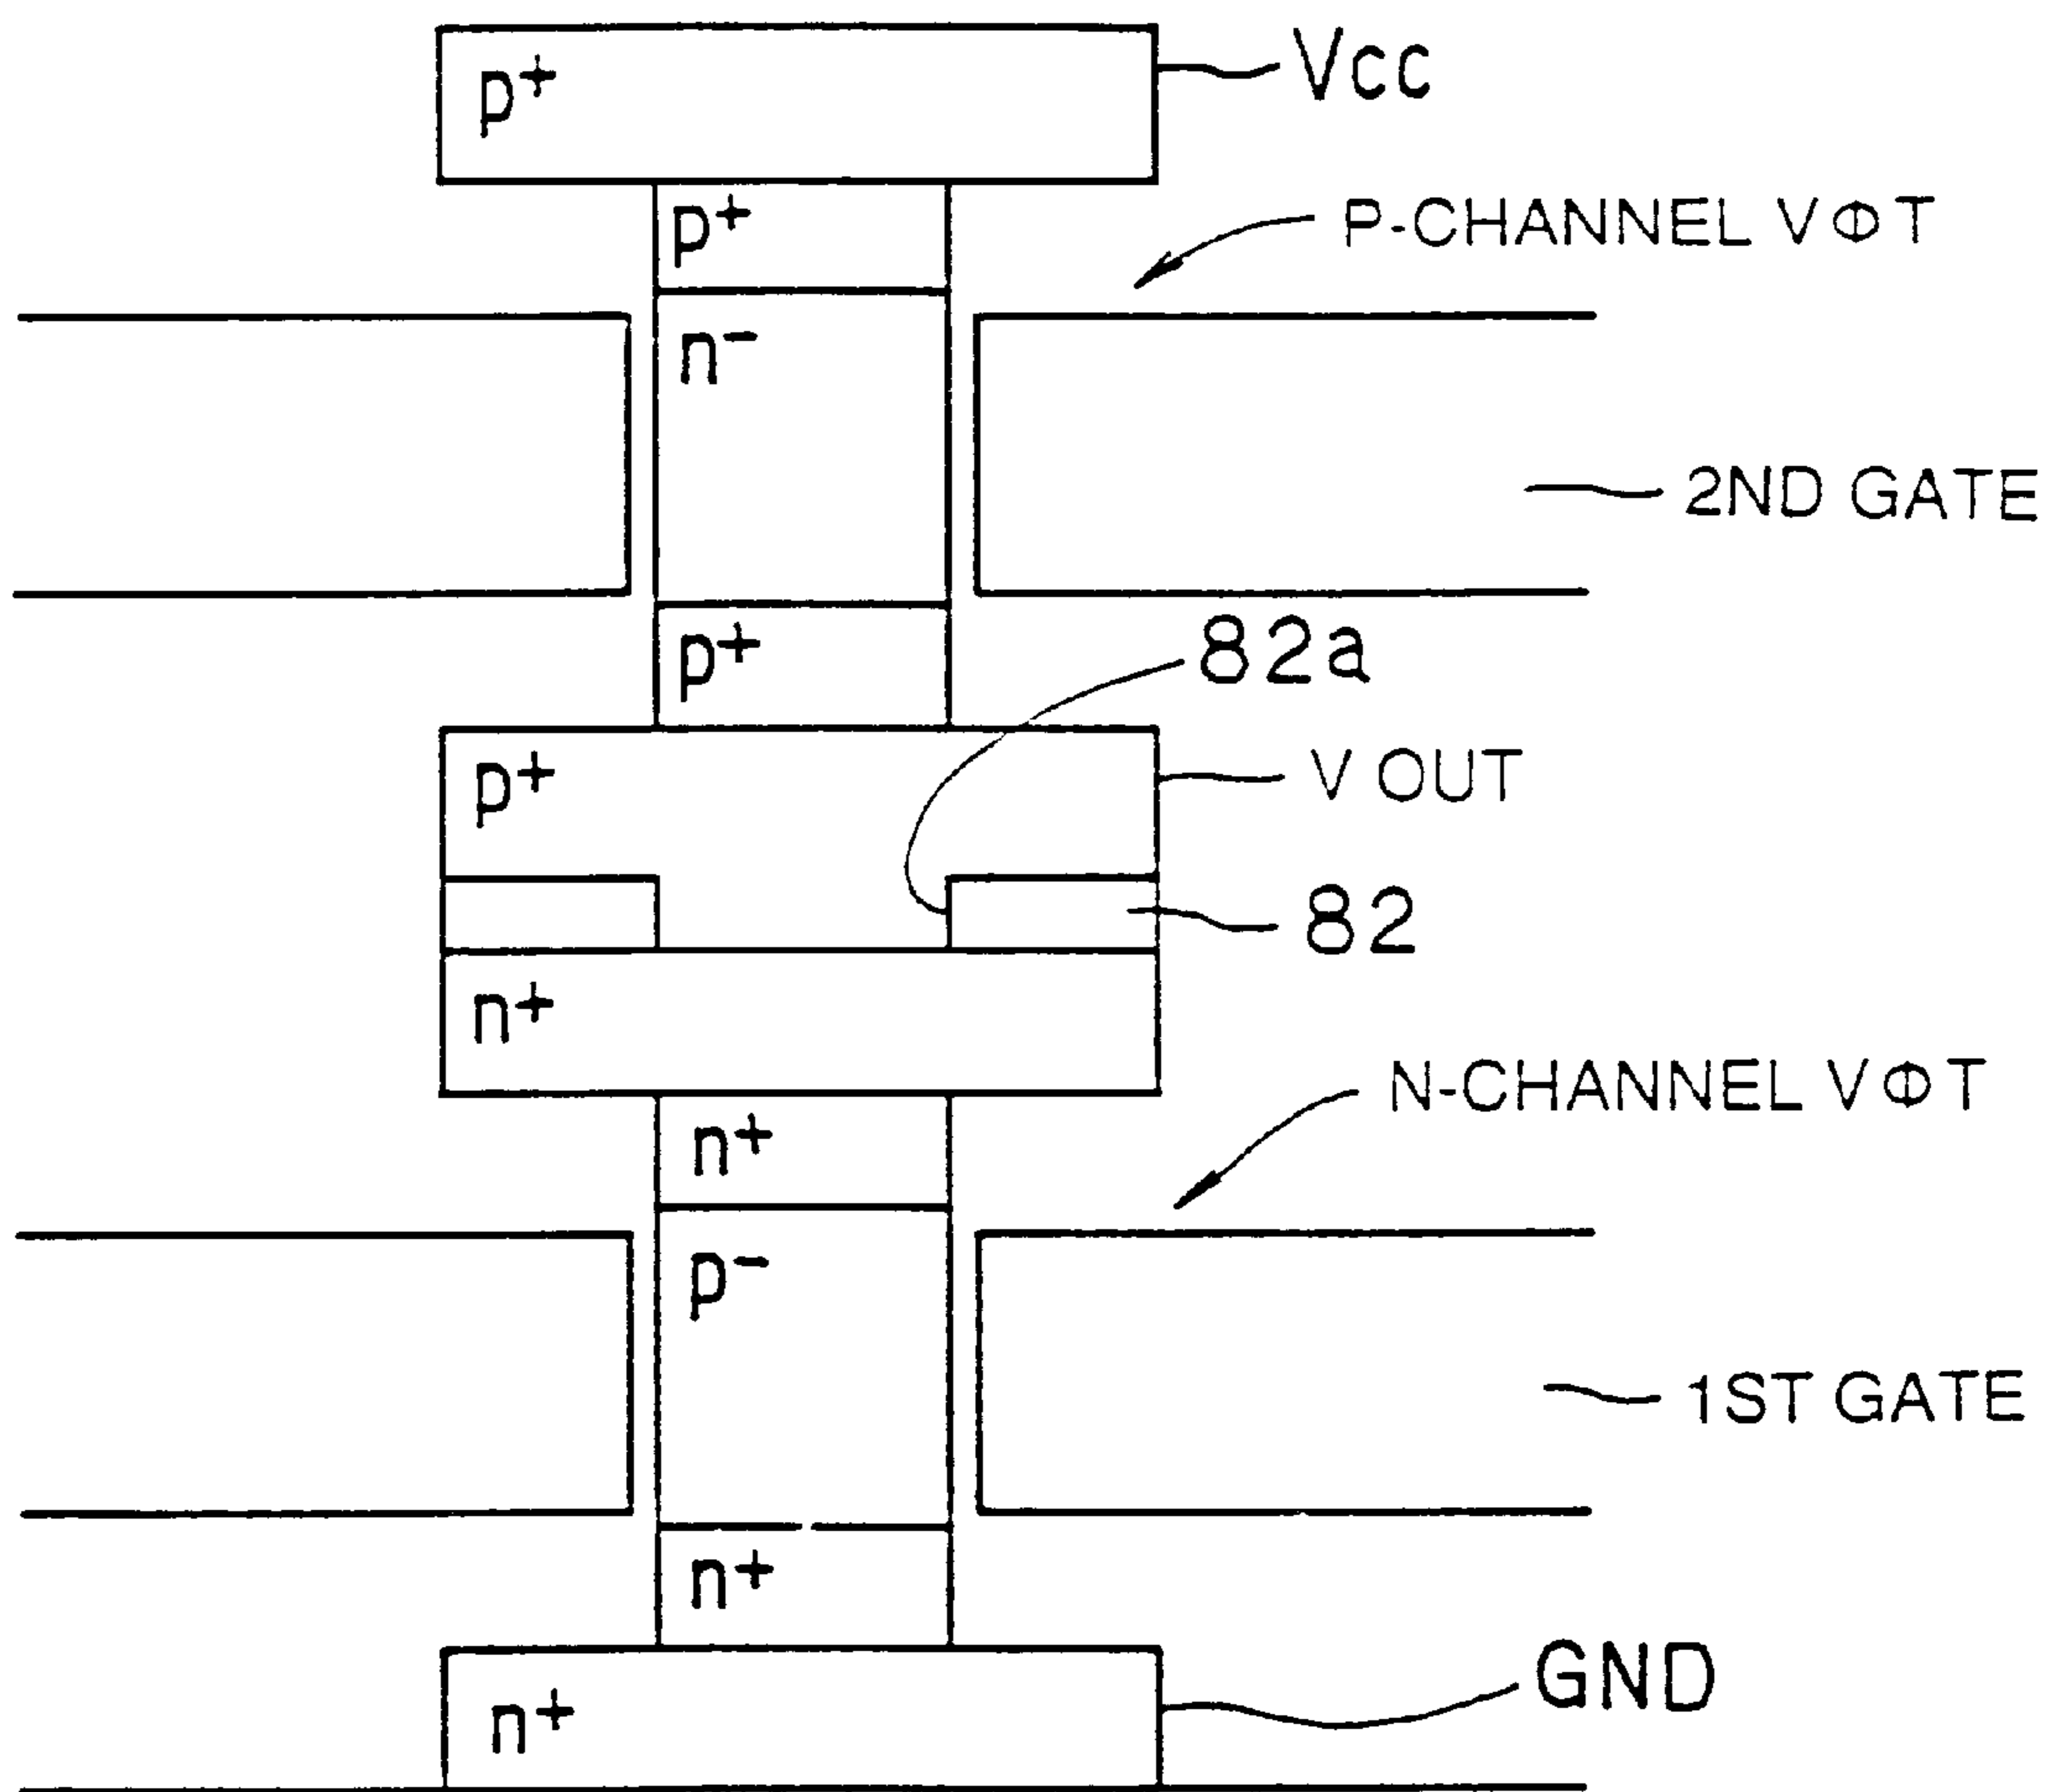 p+
Vcc
p+
P-CHANNEL VΦT
n-
2ND GATE
p+
82a
p+
V OUT
82
n+
N-CHANNEL VΦT
n+
p-
1ST GATE
n+
GND
n+